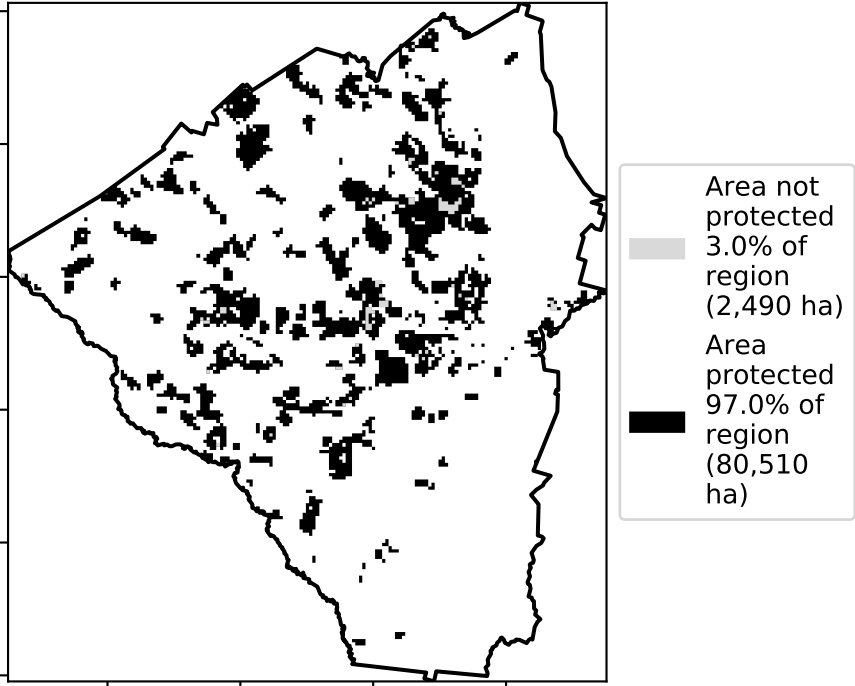 Area not
protected
3.0% of
region
(2,490 ha)
Area
protected
97.0% of
region
(80,510
ha)